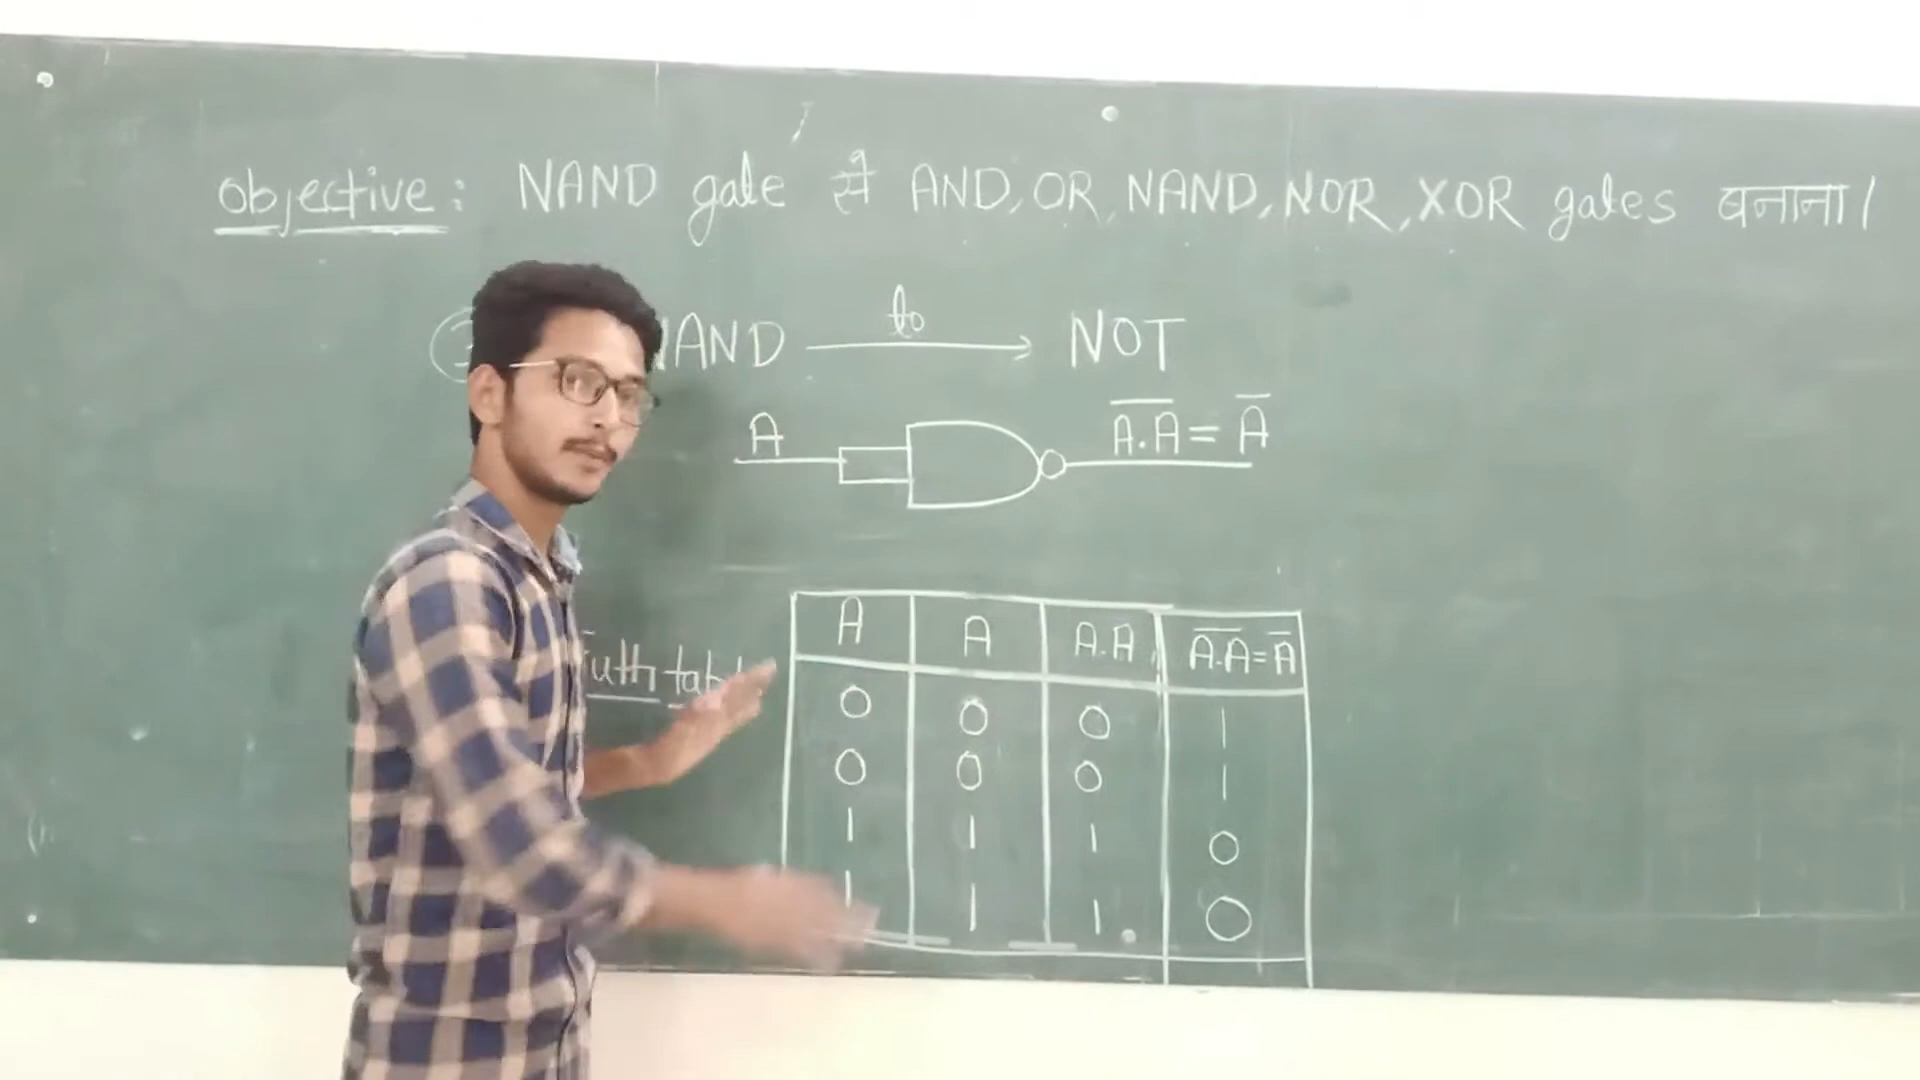 objective: NAND gate से AND, OR, NAND, NOR, XOR gates बनाना।
NAND to NOT
A A̅.̅A̅ = A̅
Truth table
A A A.A A̅.̅A̅=A̅
0 0 0 1
0 0 0 1
1 1 1 0
1 1 1 0